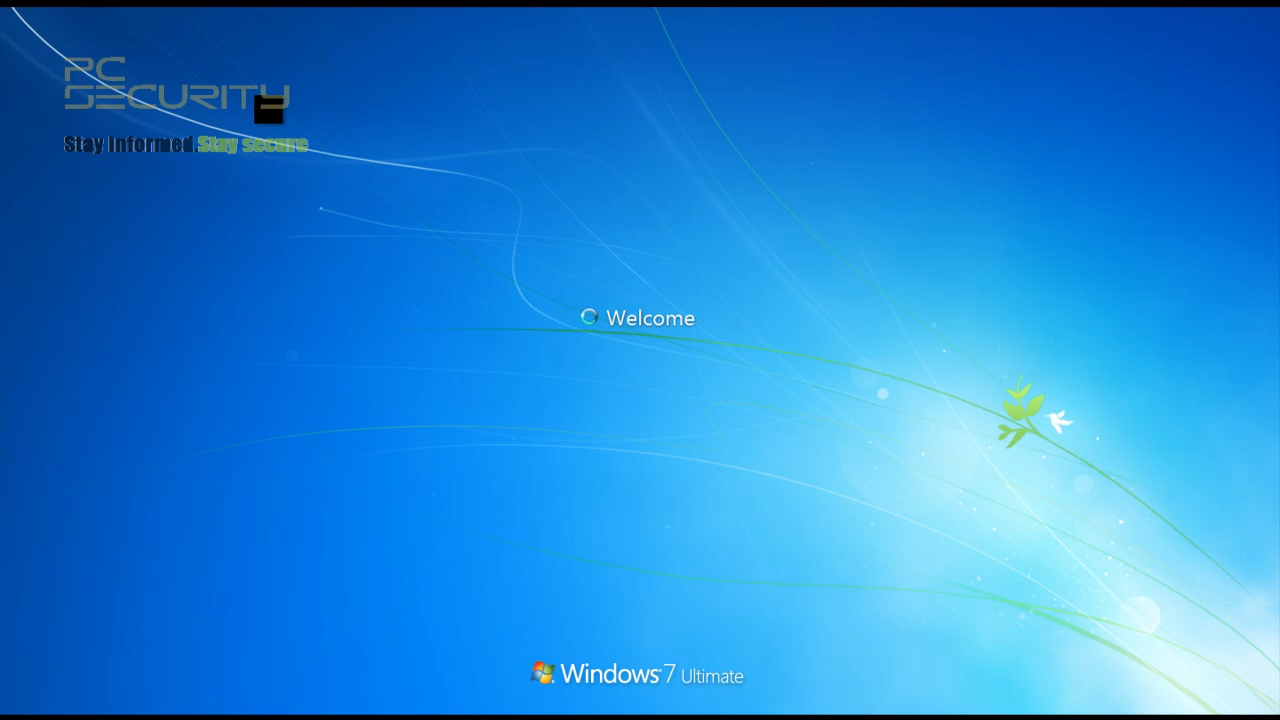 PC
SECURITY
Stay Informed.Stay secure
Welcome
Windows 7 Ultimate